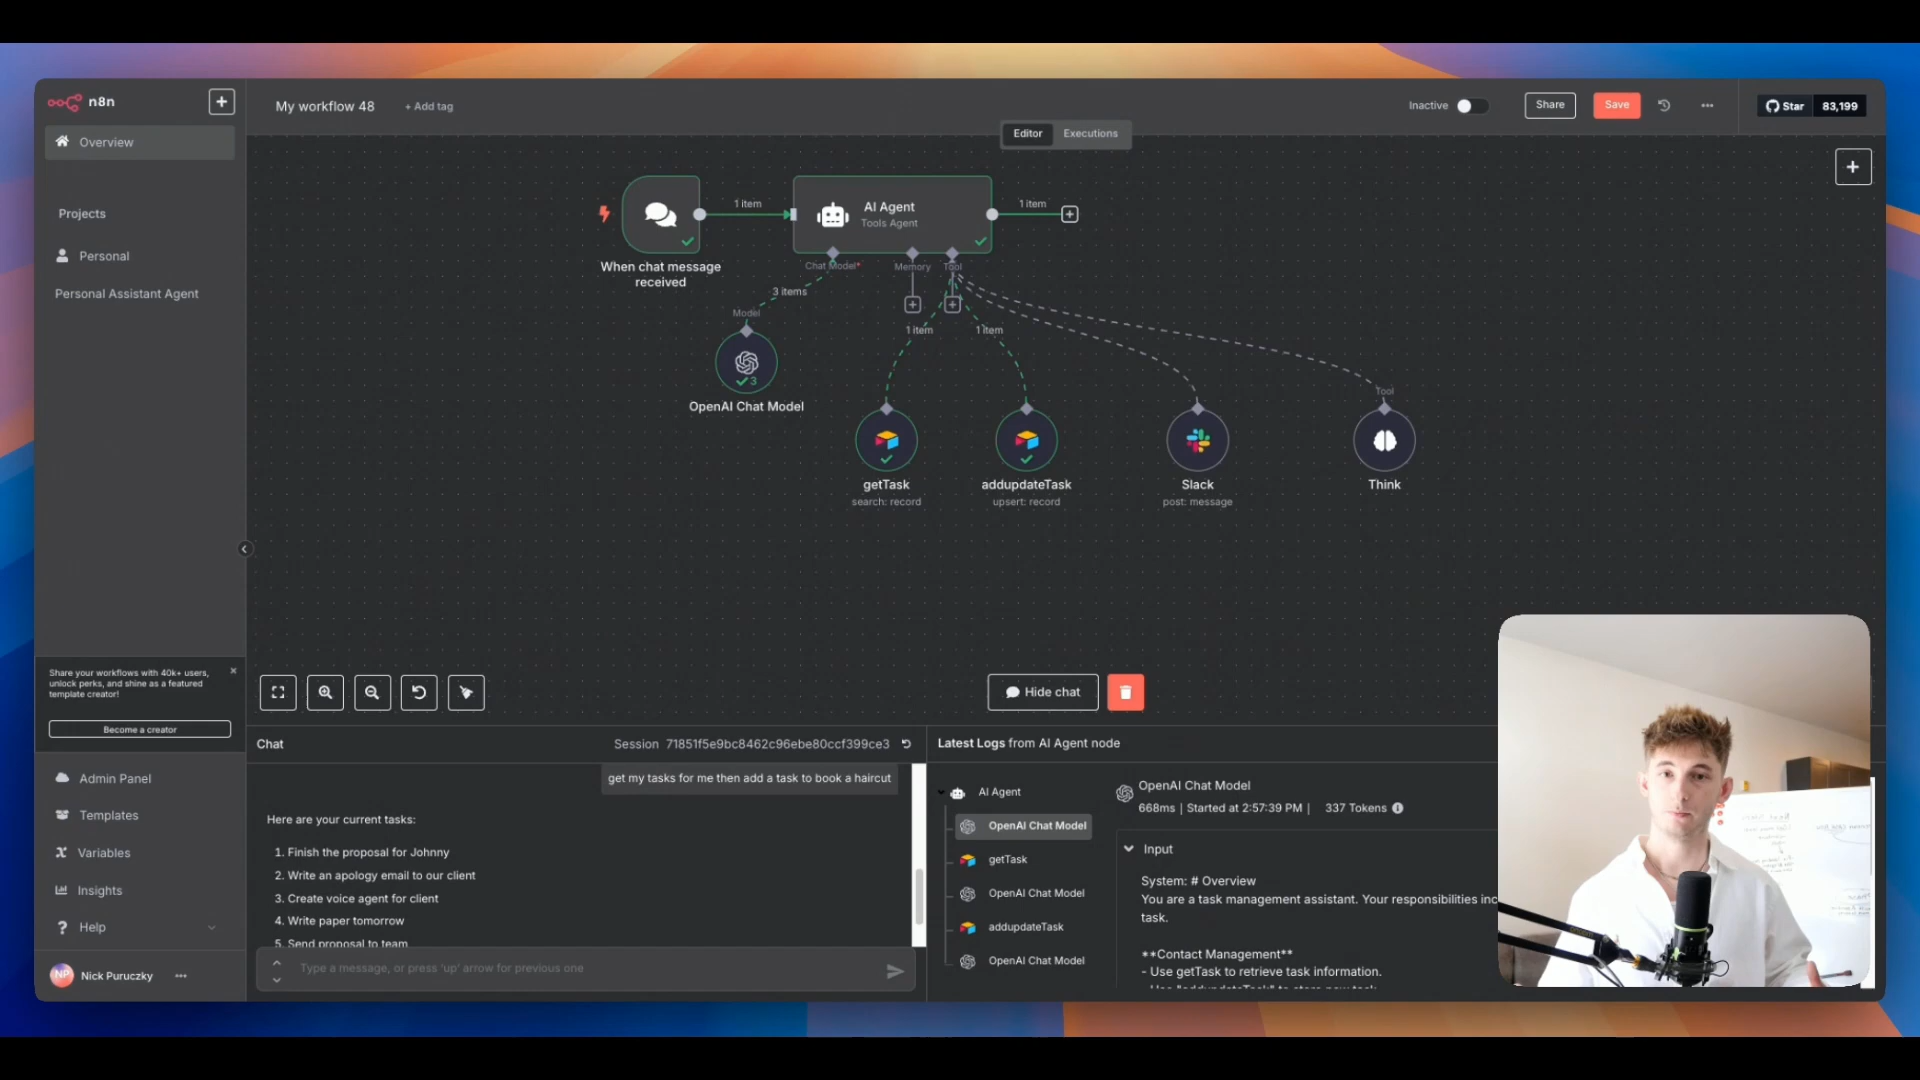 n8n
My workflow 48
+ Add tag
Inactive
Share
Save
Star
83,199
Overview
Editor
Executions
Projects
Personal
Personal Assistant Agent
1 item
AI Agent
Tools Agent
1 item
When chat message
received
Chat Model*
Memory
Tool
3 items
Model
1 item
1 item
3
OpenAI Chat Model
Tool
getTask
search: record
addupdateTask
upsert: record
Slack
post: message
Think
Share your workflows with 40k+ users,
unlock perks, and shine as a featured
template creator!
Become a creator
Hide chat
Chat
Session 71851f5e9bc8462c96ebe80ccf399ce3
Latest Logs from AI Agent node
Admin Panel
Templates
Variables
Insights
Help
NP
Nick Puruczky
get my tasks for me then add a task to book a haircut
Here are your current tasks:
1. Finish the proposal for Johnny
2. Write an apology email to our client
3. Create voice agent for client
4. Write paper tomorrow
5. Send proposal to team
Type a message, or press 'up' arrow for previous one
AI Agent
OpenAI Chat Model
getTask
OpenAI Chat Model
addupdateTask
OpenAI Chat Model
OpenAI Chat Model
668ms | Started at 2:57:39 PM | 337 Tokens
Input
System: # Overview
You are a task management assistant. Your responsibilities
task.
**Contact Management**
- Use getTask to retrieve task information.
- Use "addupdateTask" to store new task